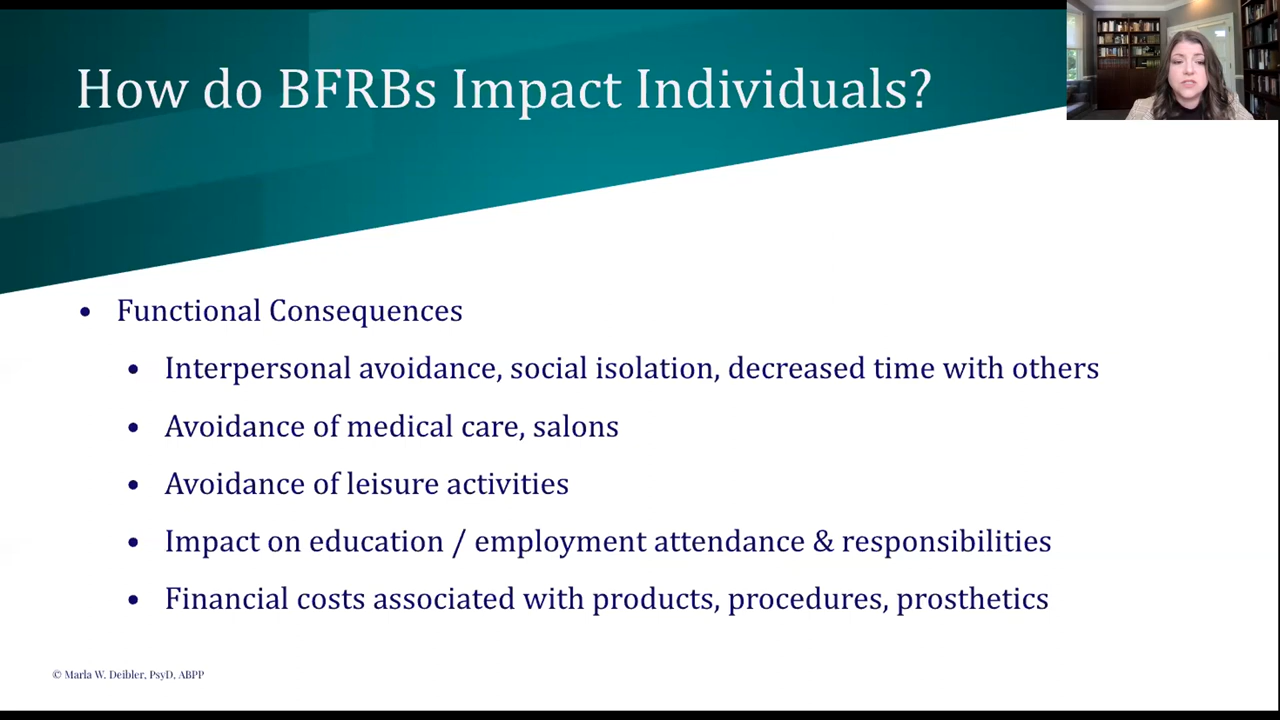 How do BFRBs Impact Individuals?
• Functional Consequences
• Interpersonal avoidance, social isolation, decreased time with others
• Avoidance of medical care, salons
• Avoidance of leisure activities
• Impact on education / employment attendance & responsibilities
• Financial costs associated with products, procedures, prosthetics
© Marla W. Deibler, PsyD, ABPP